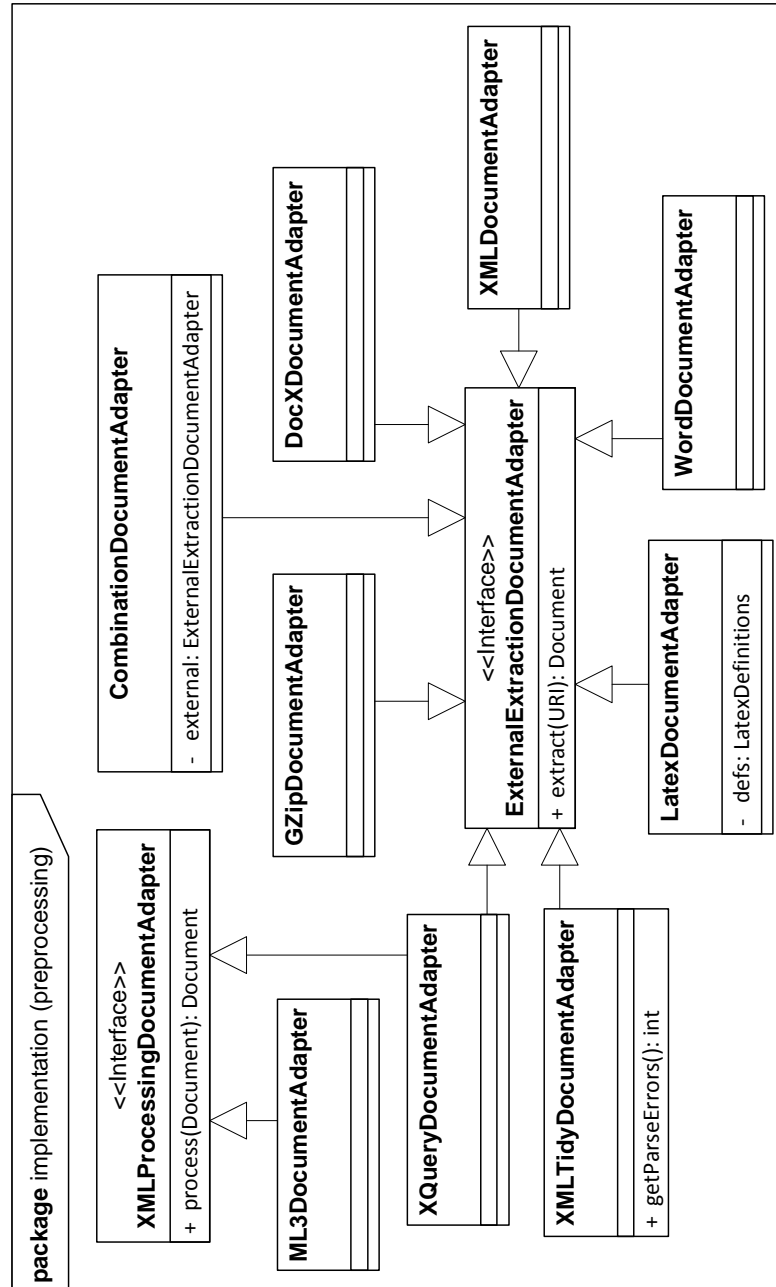 package implementation (preprocessing)
<<Interface>>
XMLProcessingDocumentAdapter
+ process(Document): Document
CombinationDocumentAdapter
- external: ExternalExtractionDocumentAdapter
ML3DocumentAdapter
GZipDocumentAdapter
DocXDocumentAdapter
XQueryDocumentAdapter
<<Interface>>
ExternalExtractionDocumentAdapter
+ extract(URI): Document
XMLDocumentAdapter
XMLTidyDocumentAdapter
+ getParseErrors(): int
LatexDocumentAdapter
- defs: LatexDefinitions
WordDocumentAdapter